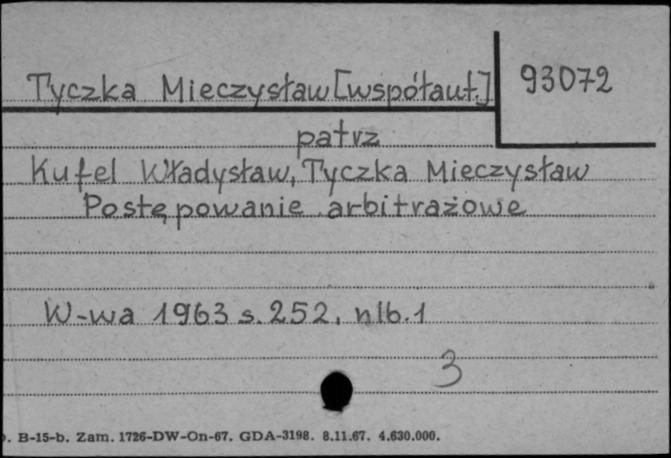 Tyczka Mieczysław [współaut.] 93072
patrz
Kufel Władysław, Tyczka Mieczysław
Postępowanie arbitrażowe
W-wa 1963 s. 252, nlb. 1
3
. B-15-b. Zam. 1726-DW-On-67. GDA-3198. 8.11.67. 4.630.000.